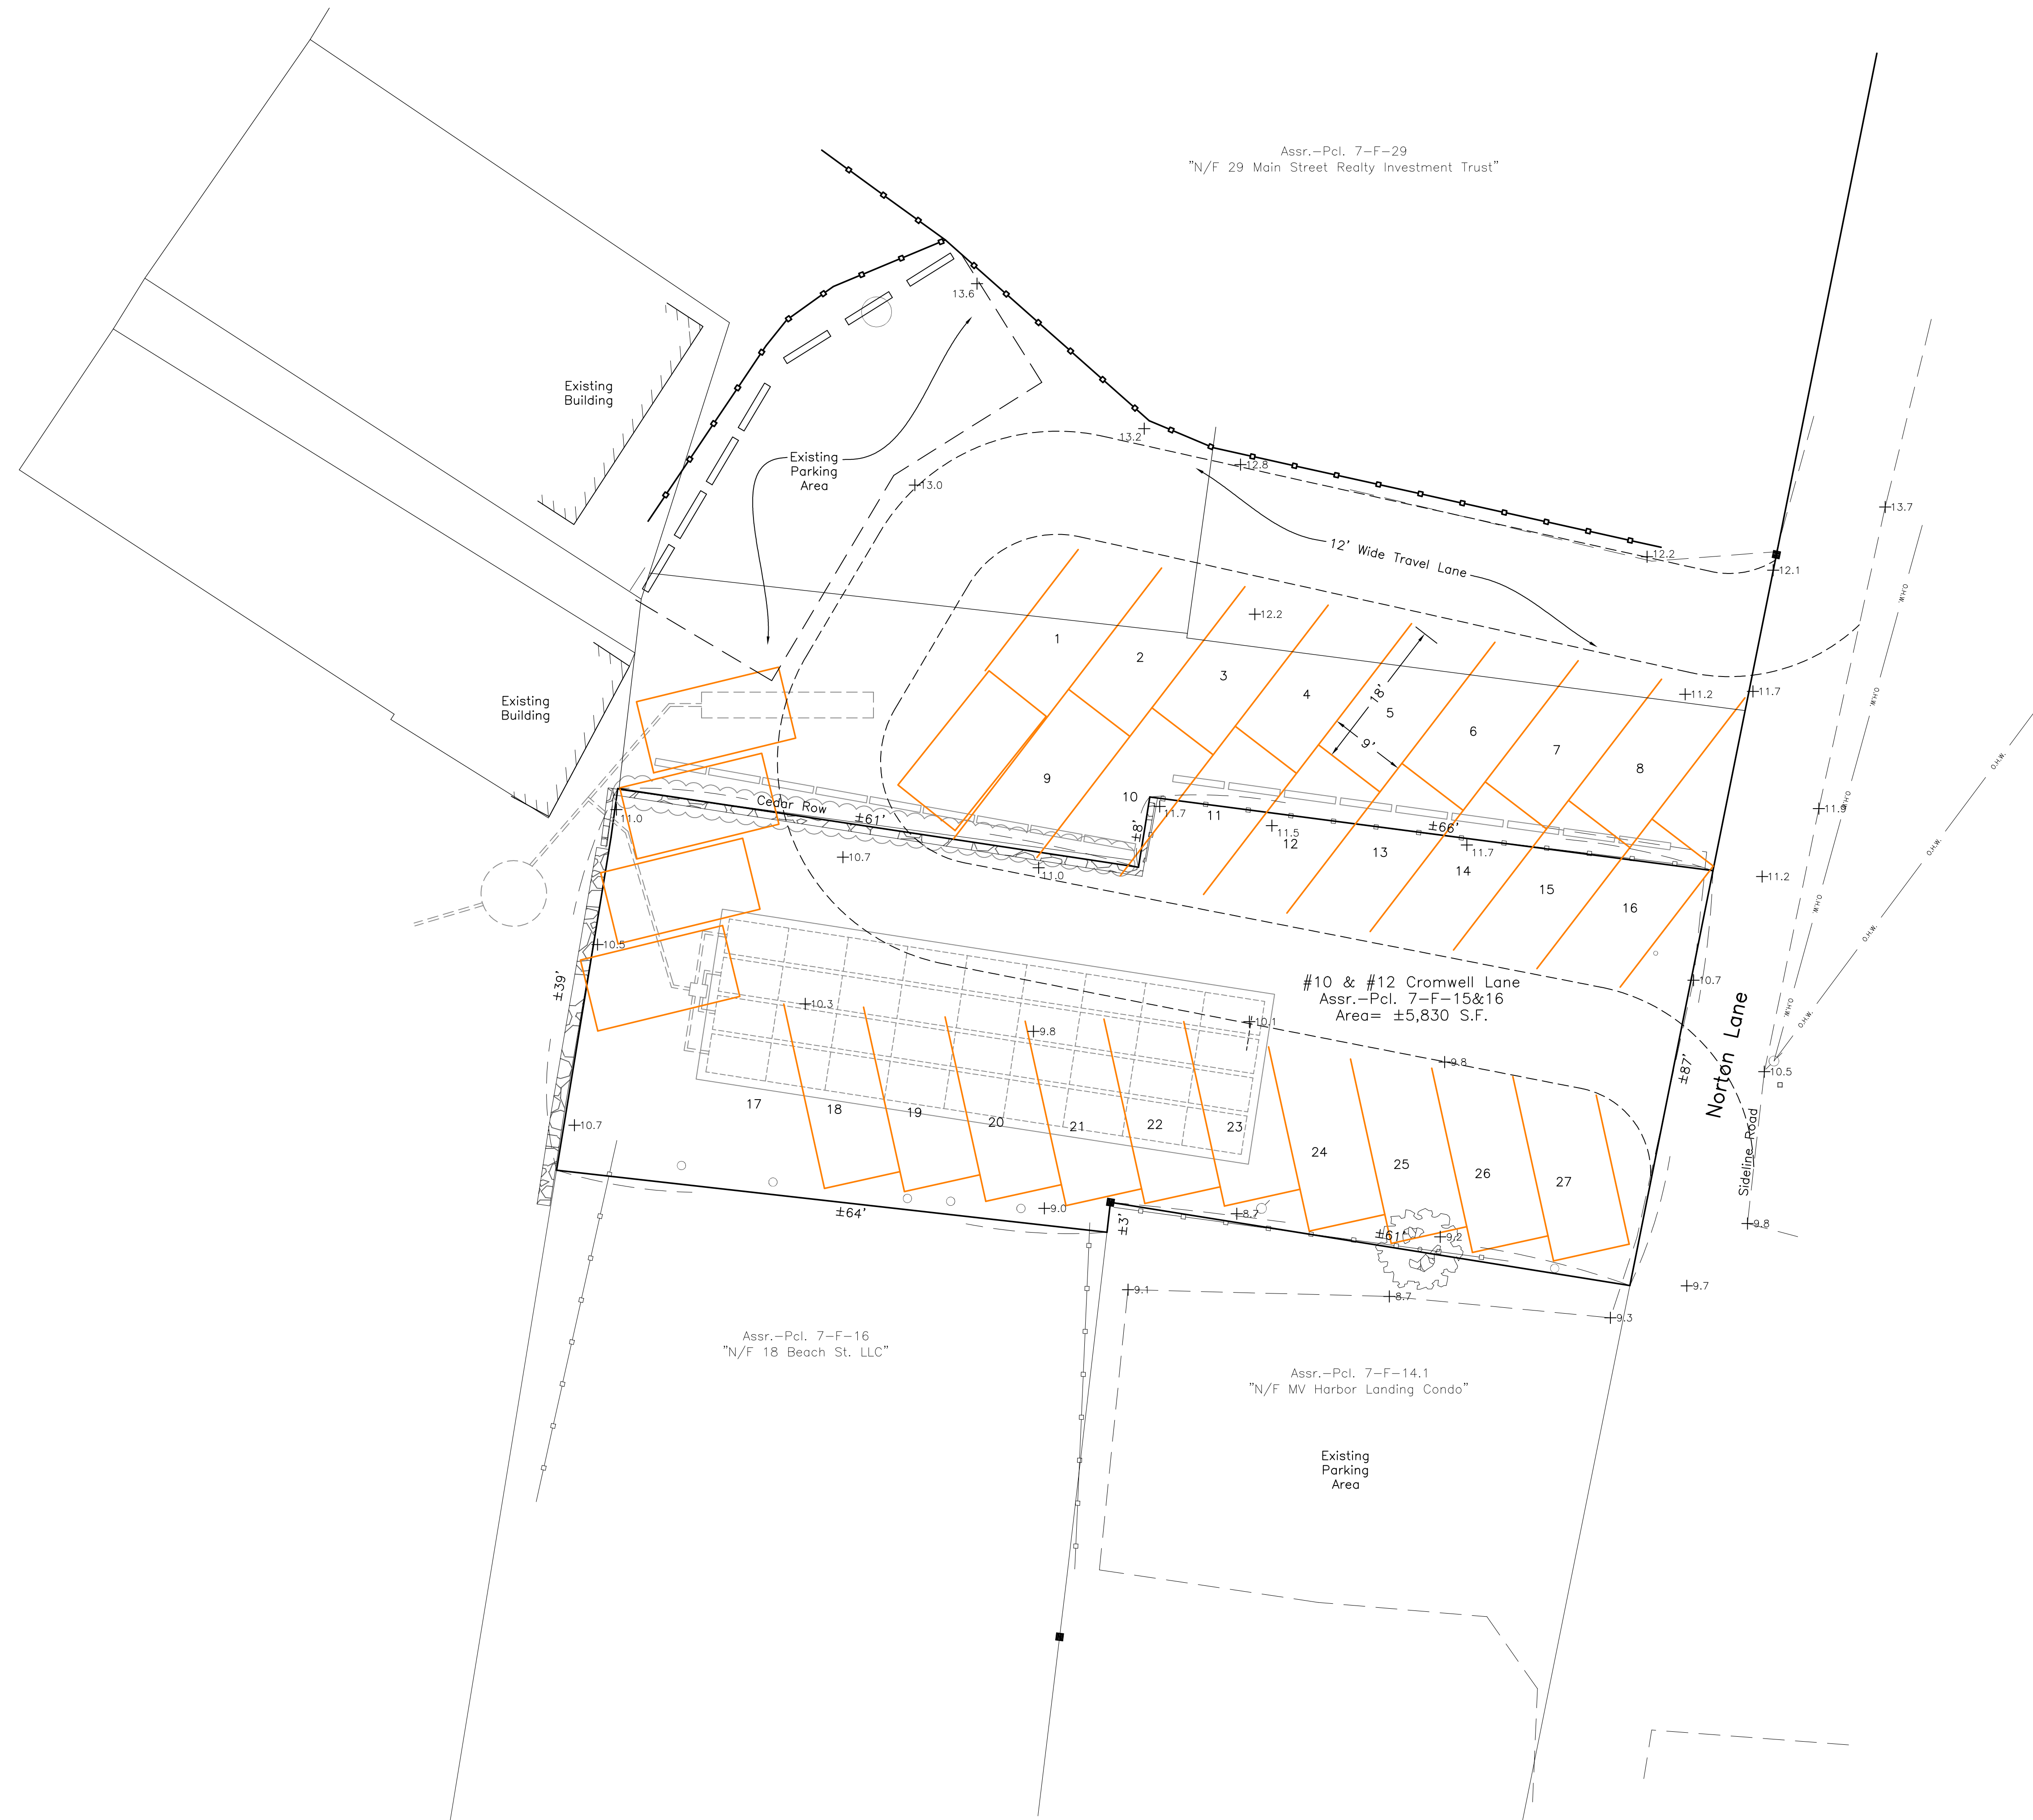 Assr.-Pcl. 7-F-29
"N/F 29 Main Street Realty Investment Trust"
13.6
Existing
Building
13.2
12.8
Existing
Parking
Area
13.0
13.7
12' Wide Travel Lane
12.2
12.1
O.H.W.
12.2
1
2
3
4
5
6
7
8
18'
9'
11.2
11.7
O.H.W.
Existing
Building
O.H.W.
9
10
Cedar Row
±61'
11.0
±8'
11.7
11
±66'
11.9
O.H.W.
11.5
12
13
11.7
14
15
16
10.7
11.0
11.2
O.H.W.
O.H.W.
O.H.W.
10.5
±39'
#10 & #12 Cromwell Lane
Assr.-Pcl. 7-F-15&16
Area= ±5,830 S.F.
10.7
10.3
9.8
10.1
O.H.W.
O.H.W.
Norton Lane
9.8
±87'
10.5
17
18
19
20
21
22
23
24
25
26
27
10.7
Sideline Road
±64'
9.0
±3'
8.7
±61'
9.2
9.8
9.1
8.7
9.7
9.3
Assr.-Pcl. 7-F-16
"N/F 18 Beach St. LLC"
Assr.-Pcl. 7-F-14.1
"N/F MV Harbor Landing Condo"
Existing
Parking
Area